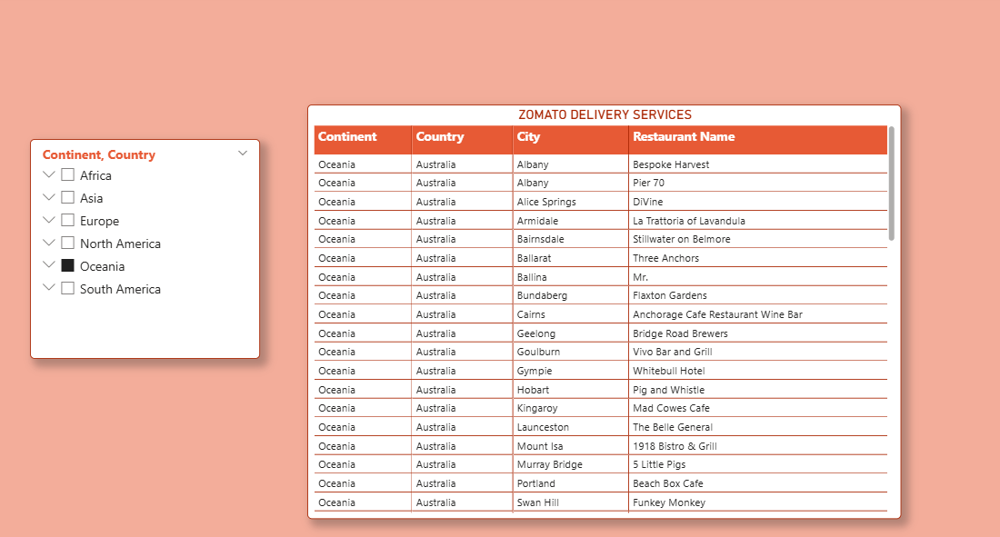 ZOMATO DELIVERY SERVICES
Continent, Country
Africa
Asia
Europe
North America
Oceania
South America
Continent Country City Restaurant Name
Oceania Australia Albany Bespoke Harvest
Oceania Australia Albany Pier 70
Oceania Australia Alice Springs DiVine
Oceania Australia Armidale La Trattoria of Lavandula
Oceania Australia Bairnsdale Stillwater on Belmore
Oceania Australia Ballarat Three Anchors
Oceania Australia Ballina Mr.
Oceania Australia Bundaberg Flaxton Gardens
Oceania Australia Cairns Anchorage Cafe Restaurant Wine Bar
Oceania Australia Geelong Bridge Road Brewers
Oceania Australia Goulburn Vivo Bar and Grill
Oceania Australia Gympie Whitebull Hotel
Oceania Australia Hobart Pig and Whistle
Oceania Australia Kingaroy Mad Cowes Cafe
Oceania Australia Launceston The Belle General
Oceania Australia Mount Isa 1918 Bistro & Grill
Oceania Australia Murray Bridge 5 Little Pigs
Oceania Australia Portland Beach Box Cafe
Oceania Australia Swan Hill Funkey Monkey